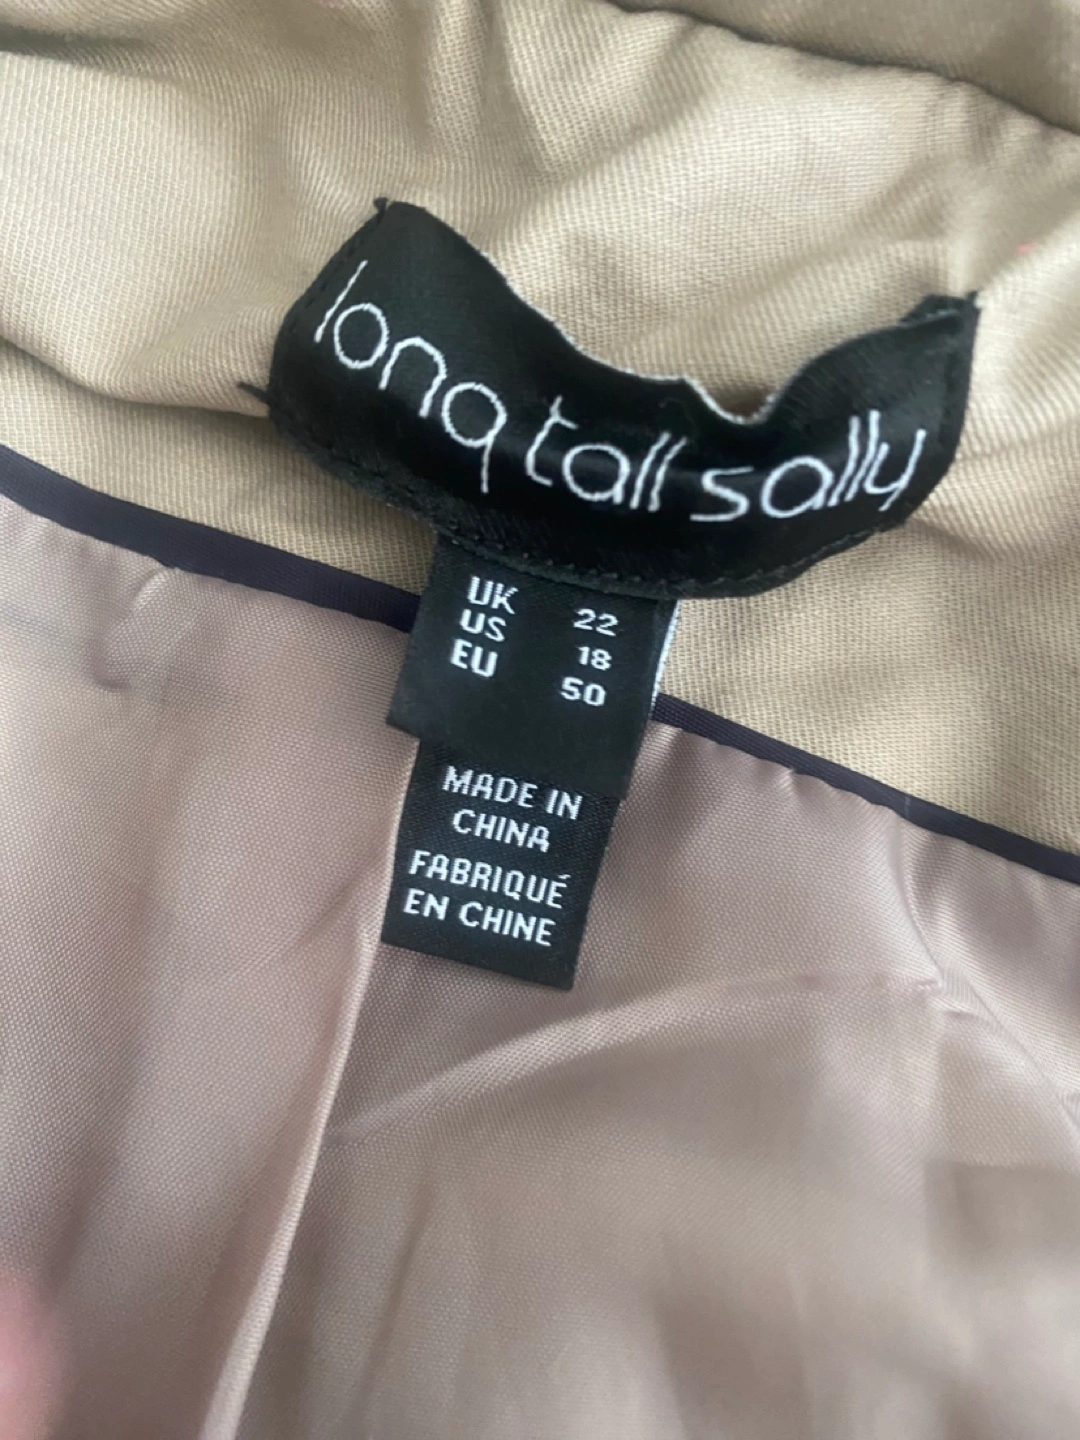 long tall sally
UK 22
US 18
EU 50
MADE IN
CHINA
FABRIQUÉ
EN CHINE